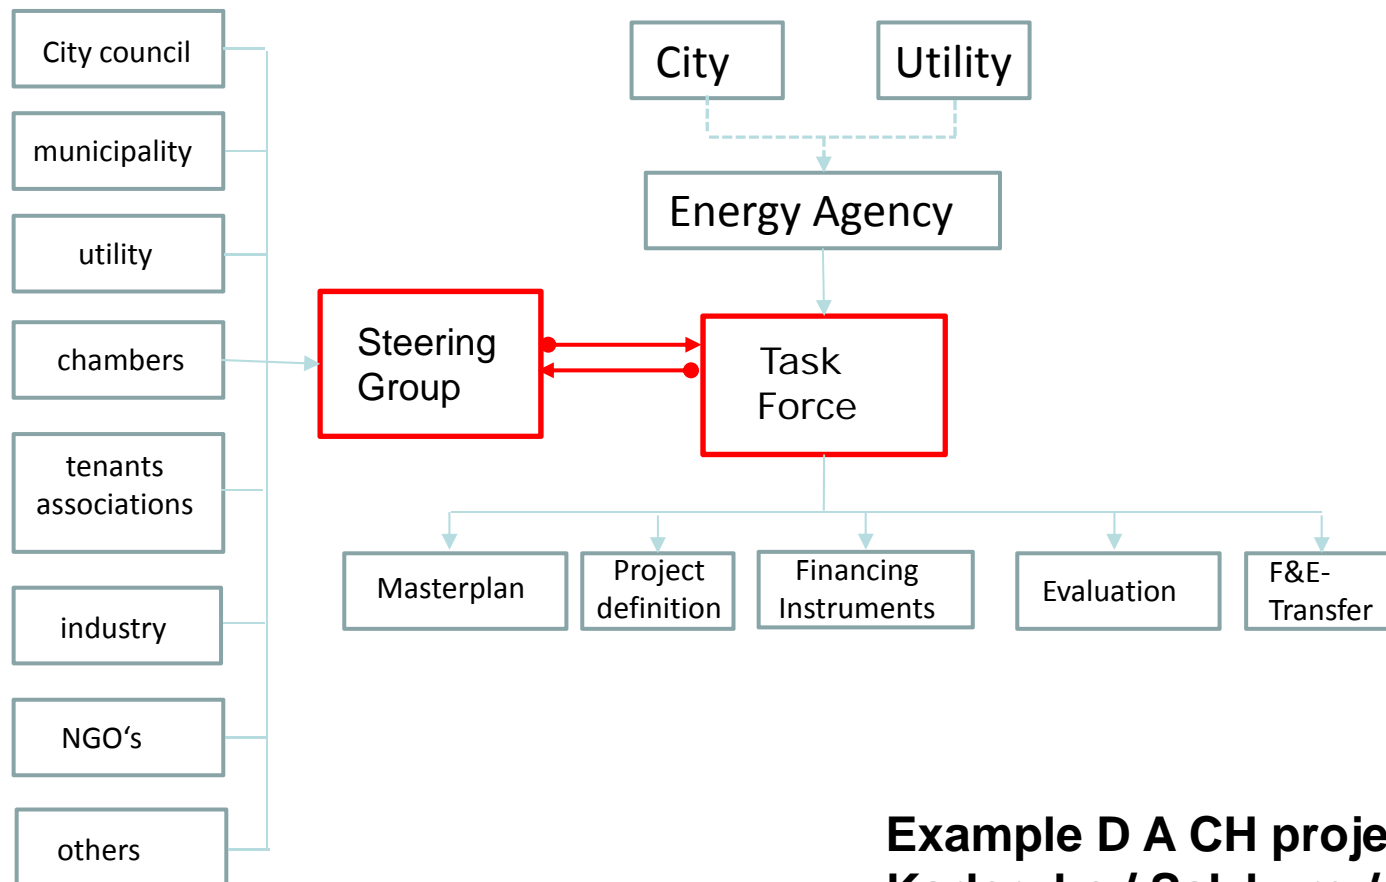 City council
municipality
utility
chambers
tenants
associations
industry
NGO‘s
others
City
Utility
Energy Agency
Steering
Group
Task
Force
Masterplan
Project
definition
Financing
Instruments
Evaluation
F&E-
Transfer
Example D A CH